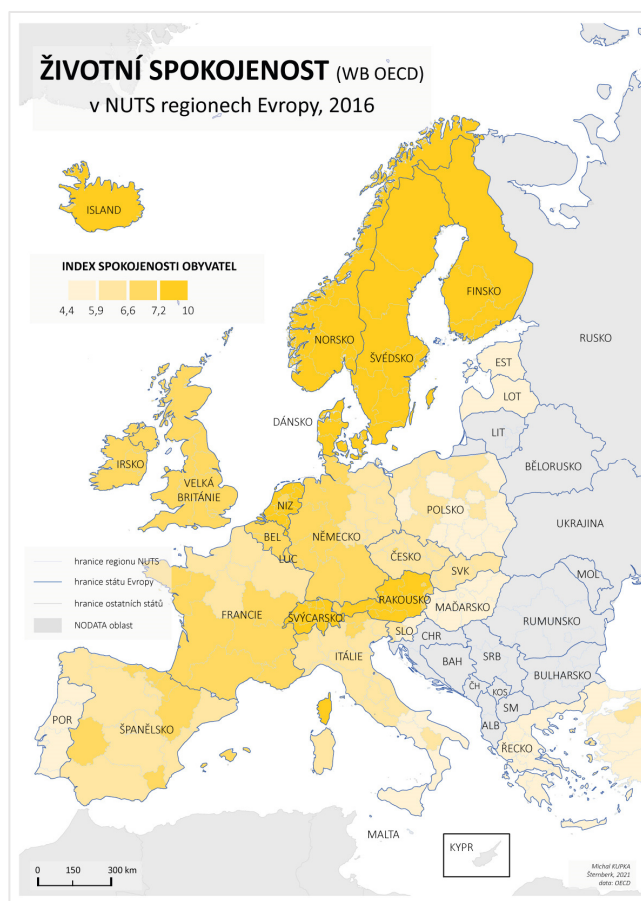 ŽIVOTNÍ SPOKOJENOST (WB OECD)
v NUTS regionech Evropy, 2016
ISLAND
INDEX SPOKOJENOSTI OBYVATEL
4,4 5,9 6,6 7,2 10
FINSKO
NORSKO
ŠVÉDSKO
RUSKO
EST
LOT
DÁNSKO
LIT
IRSKO
VELKÁ
BRITÁNIE
BĚLORUSKO
NIZ
POLSKO
BEL
NĚMECKO
UKRAJINA
LUC
ČESKO
hranice regionu NUTS
hranice státu Evropy
hranice ostatních států
NODATA oblast
SVK
MOL
RAKOUSKO
MAĎARSKO
FRANCIE
ŠVÝCARSKO
RUMUNSKO
SLO
CHR
ITÁLIE
BAH
SRB
BULHARSKO
ČH
KOS
SM
ALB
POR
ŠPANĚLSKO
ŘECKO
MALTA
KYPR
0 150 300 km
Michal KUPKA
Šternberk, 2021
data: OECD